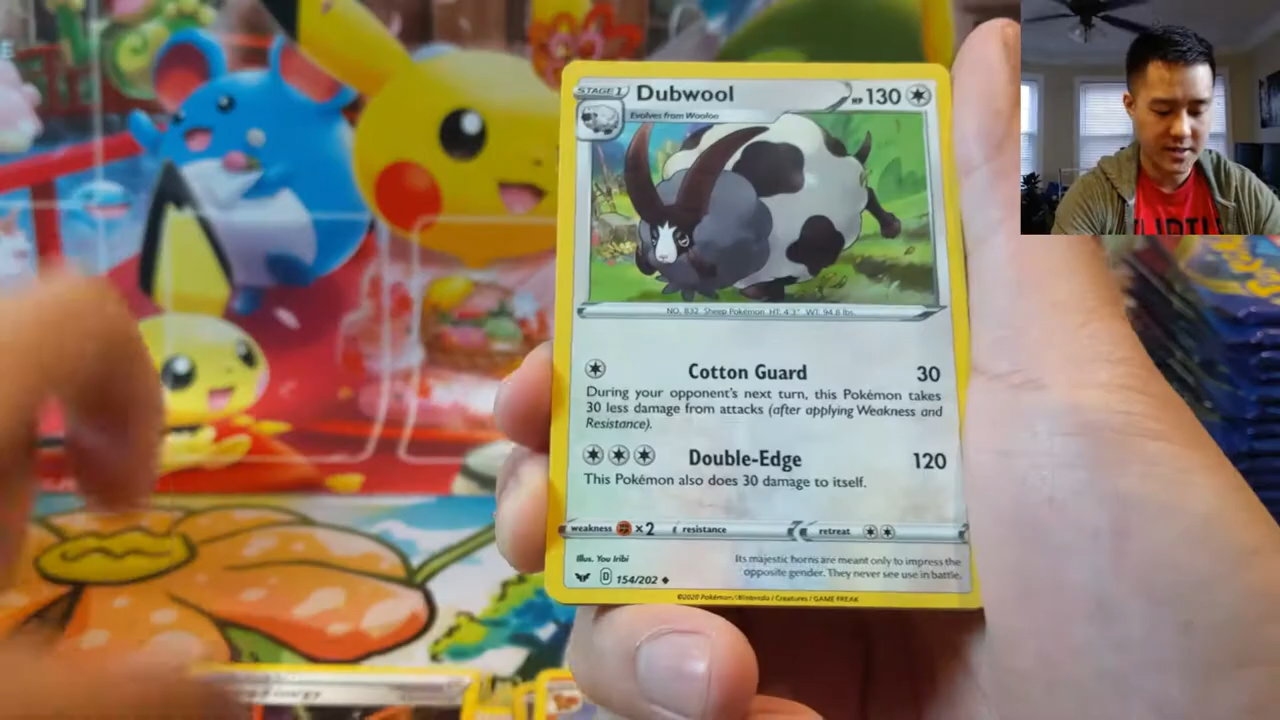 STAGE 1 Dubwool HP 130
Evolves from Wooloo
NO. 832 Sheep Pokémon HT: 4'3" WT: 94.8 lbs.
Cotton Guard 30
During your opponent's next turn, this Pokémon takes
30 less damage from attacks (after applying Weakness and
Resistance).
Double-Edge 120
This Pokémon also does 30 damage to itself.
weakness ×2 resistance retreat
Illus. You Iribi
Its majestic horns are meant only to impress the
opposite gender. They never see use in battle.
D 154/202
©2020 Pokémon / Nintendo / Creatures / GAME FREAK